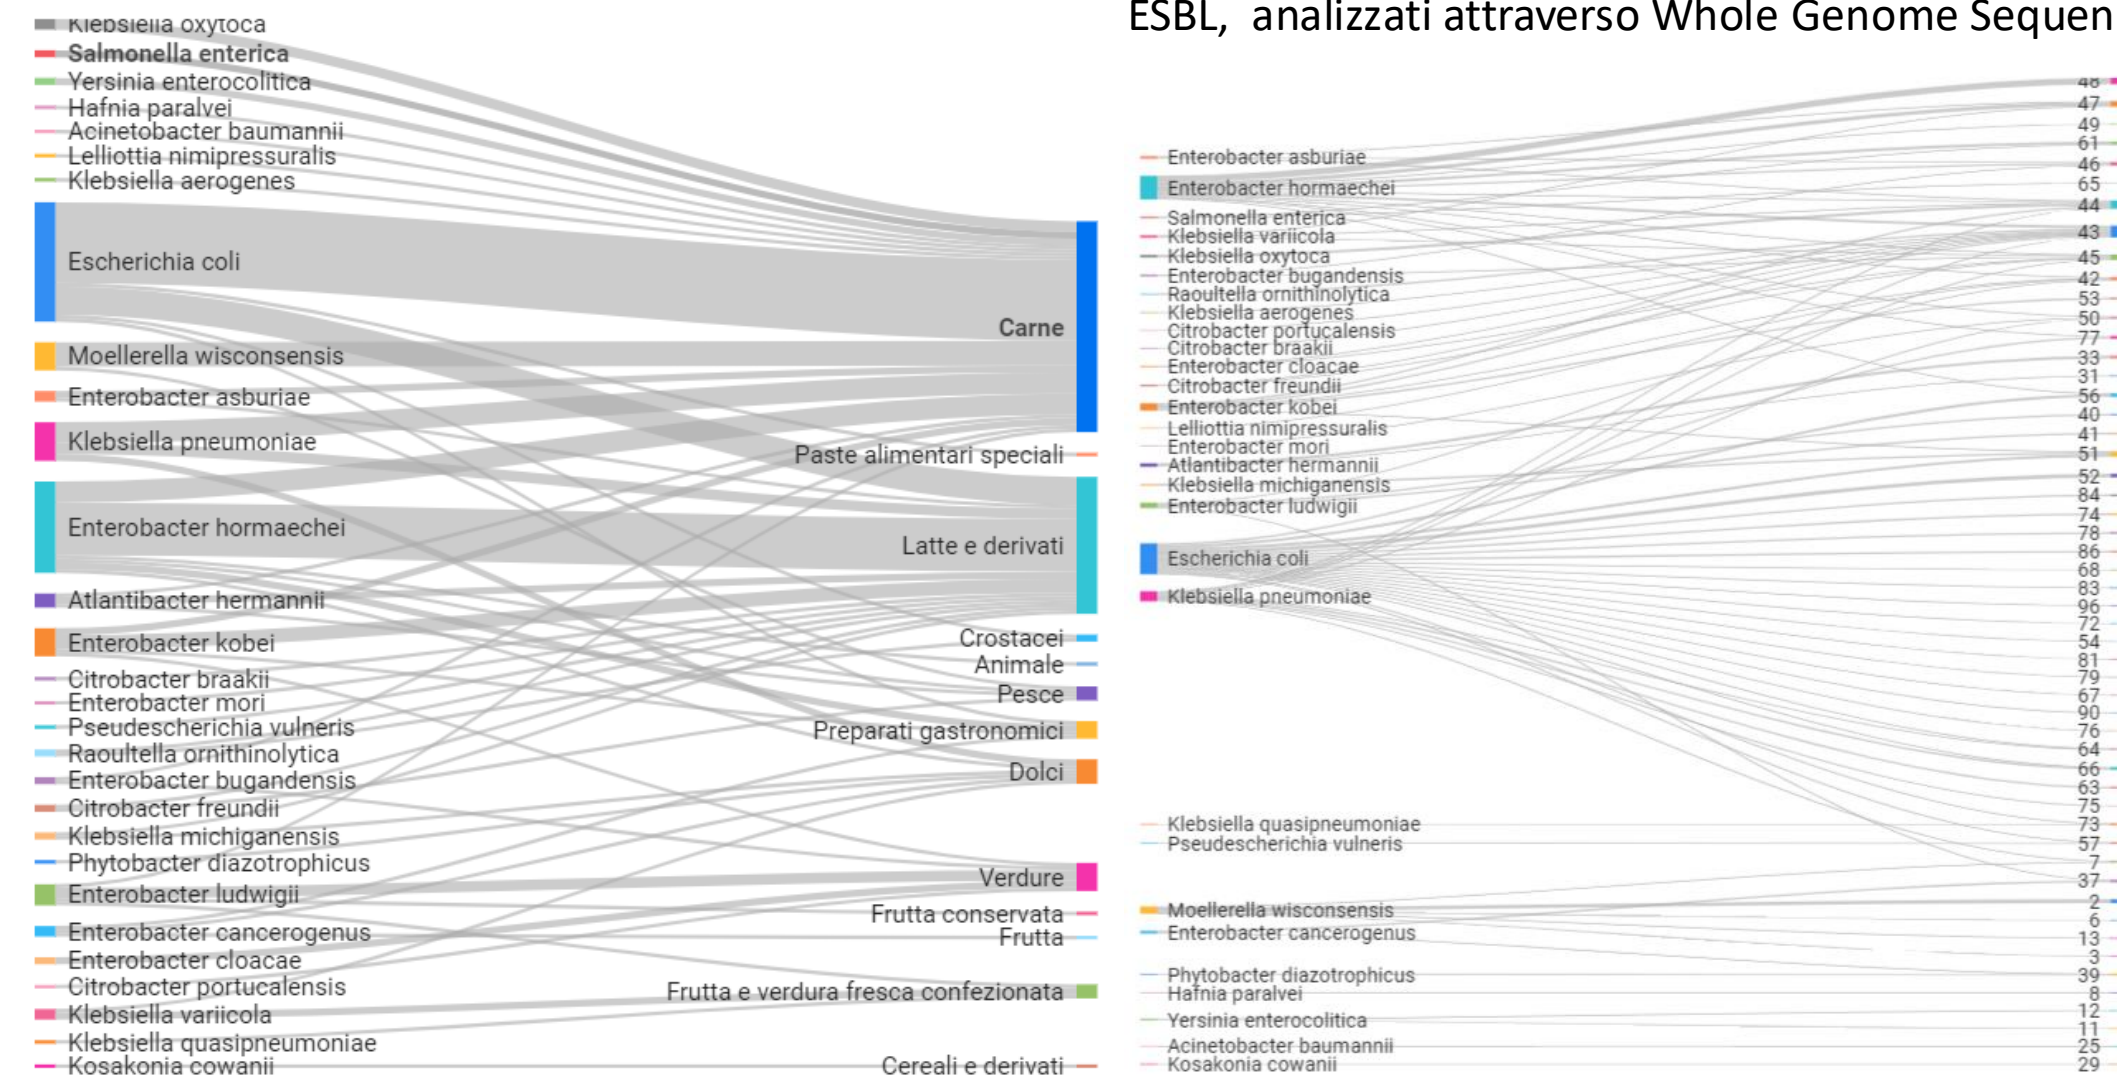 ESBL, analizzati attraverso Whole Genome Sequen
Klebsiella oxytoca
Salmonella enterica
Yersinia enterocolitica
Hafnia paralvei
Acinetobacter baumannii
Lelliottia nimipressuralis
Klebsiella aerogenes
Escherichia coli
Moellerella wisconsensis
Enterobacter asburiae
Klebsiella pneumoniae
Enterobacter hormaechei
Atlantibacter hermannii
Enterobacter kobei
Citrobacter braakii
Enterobacter mori
Pseudescherichia vulneris
Raoultella ornithinolytica
Enterobacter bugandensis
Citrobacter freundii
Klebsiella michiganensis
Phytobacter diazotrophicus
Enterobacter ludwigii
Enterobacter cancerogenus
Enterobacter cloacae
Citrobacter portucalensis
Klebsiella variicola
Klebsiella quasipneumoniae
Kosakonia cowanii
Carne
Paste alimentari speciali
Latte e derivati
Crostacei
Animale
Pesce
Preparati gastronomici
Dolci
Verdure
Frutta conservata
Frutta
Frutta e verdura fresca confezionata
Cereali e derivati
Enterobacter asburiae
Enterobacter hormaechei
Salmonella enterica
Klebsiella variicola
Klebsiella oxytoca
Enterobacter bugandensis
Raoultella ornithinolytica
Klebsiella aerogenes
Citrobacter portucalensis
Citrobacter braakii
Enterobacter cloacae
Citrobacter freundii
Enterobacter kobei
Lelliottia nimipressuralis
Enterobacter mori
Atlantibacter hermannii
Klebsiella michiganensis
Enterobacter ludwigii
Escherichia coli
Klebsiella pneumoniae
Klebsiella quasipneumoniae
Pseudescherichia vulneris
Moellerella wisconsensis
Enterobacter cancerogenus
Phytobacter diazotrophicus
Hafnia paralvei
Yersinia enterocolitica
Acinetobacter baumannii
Kosakonia cowanii
48
47
49
61
46
65
44
43
45
42
53
50
77
33
31
56
40
41
51
52
84
74
78
86
68
83
96
72
54
81
79
67
90
76
64
66
63
75
73
57
7
37
2
6
13
3
39
8
12
11
25
29